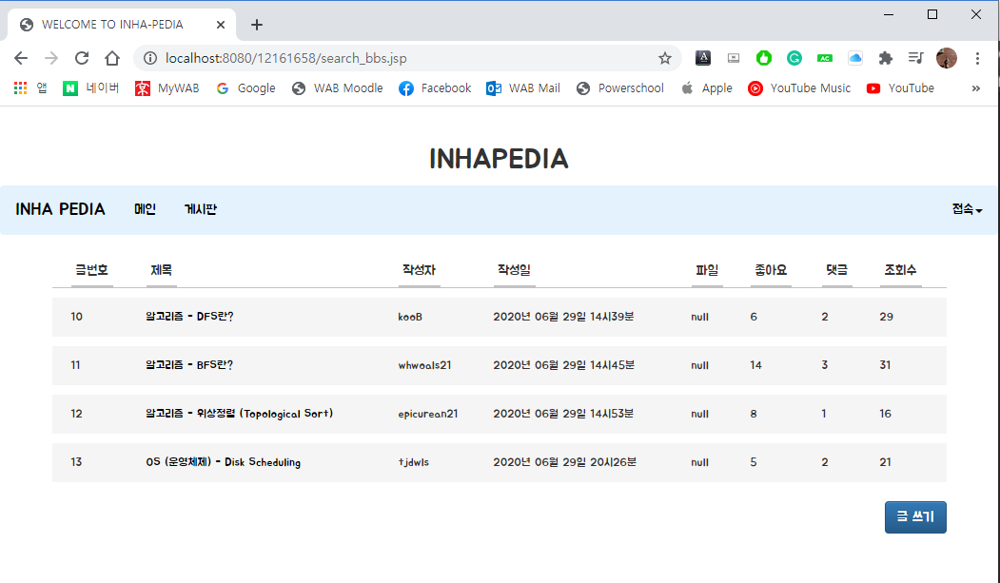 WELCOME TO INHA-PEDIA
localhost:8080/12161658/search_bbs.jsp
앱 네이버 MyWAB Google WAB Moodle Facebook WAB Mail Powerschool Apple YouTube Music YouTube »
INHAPEDIA
INHA PEDIA 메인 게시판 접속
글번호 제목 작성자 작성일 파일 좋아요 댓글 조회수
10 알고리즘 - DFS란? kooB 2020년 06월 29일 14시39분 null 6 2 29
11 알고리즘 - BFS란? whwoals21 2020년 06월 29일 14시45분 null 14 3 31
12 알고리즘 - 위상정렬 (Topological Sort) epicurean21 2020년 06월 29일 14시53분 null 8 1 16
13 OS (운영체제) - Disk Scheduling tjdwls 2020년 06월 29일 20시26분 null 5 2 21
글 쓰기